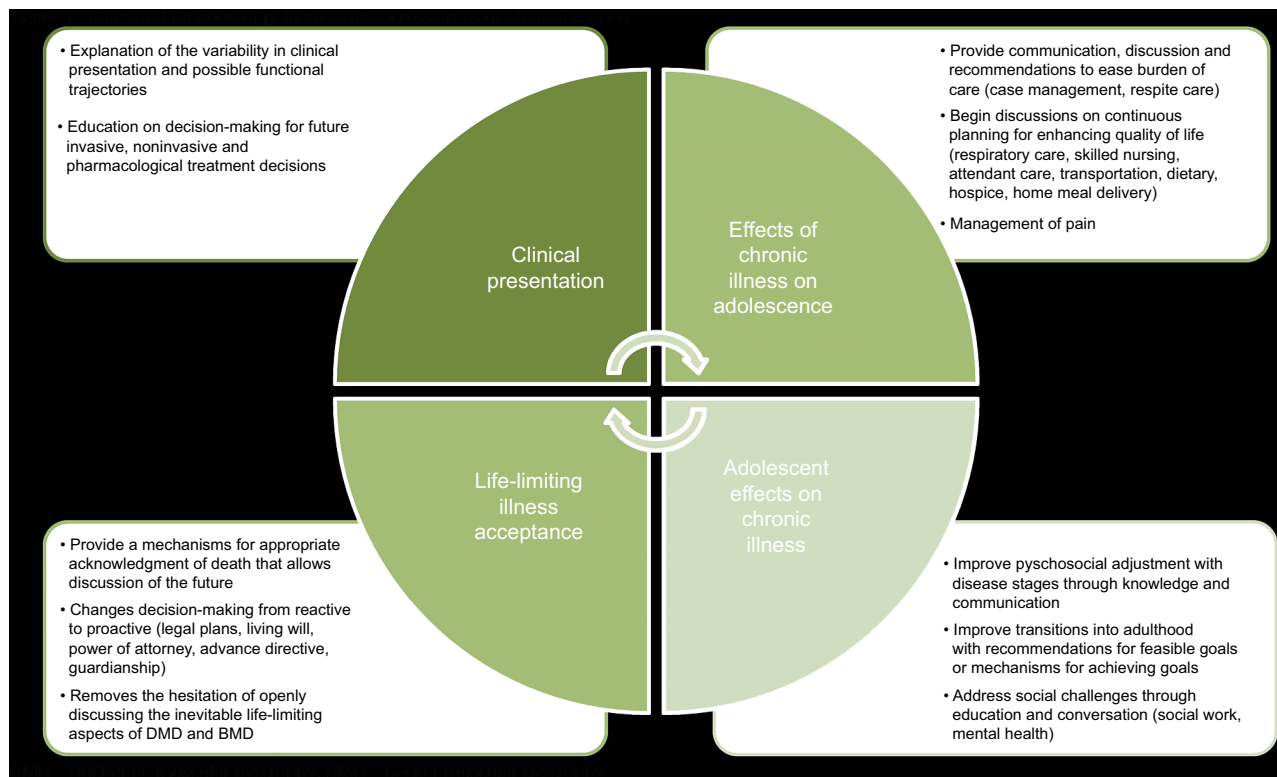 • Explanation of the variability in clinical
presentation and possible functional
trajectories
• Education on decision-making for future
invasive, noninvasive and
pharmacological treatment decisions
• Provide communication, discussion and
recommendations to ease burden of
care (case management, respite care)
• Begin discussions on continuous
planning for enhancing quality of life
(respiratory care, skilled nursing,
attendant care, transportation, dietary,
hospice, home meal delivery)
• Management of pain
Clinical
presentation
Effects of
chronic
illness on
adolescence
Life-limiting
illness
acceptance
Adolescent
effects on
chronic
illness
• Provide a mechanisms for appropriate
acknowledgment of death that allows
discussion of the future
• Changes decision-making from reactive
to proactive (legal plans, living will,
power of attorney, advance directive,
guardianship)
• Removes the hesitation of openly
discussing the inevitable life-limiting
aspects of DMD and BMD
• Improve pyschosocial adjustment with
disease stages through knowledge and
communication
• Improve transitions into adulthood
with recommendations for feasible goals
or mechanisms for achieving goals
• Address social challenges through
education and conversation (social work,
mental health)